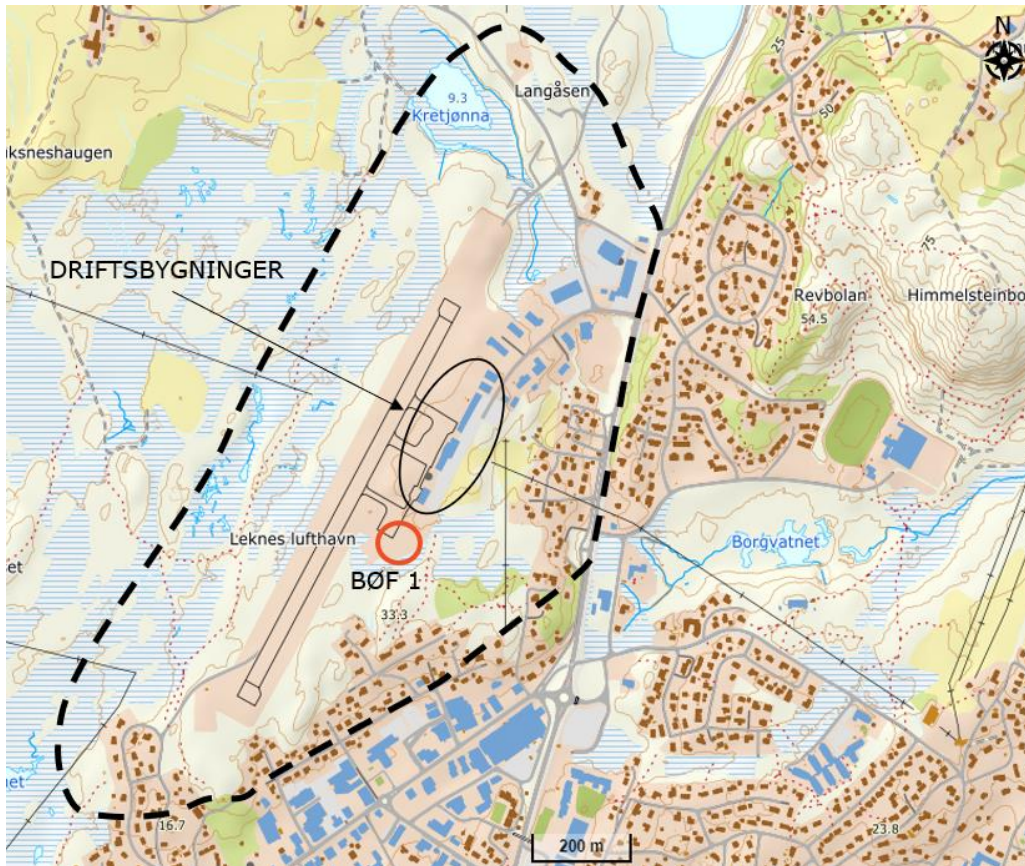 N
25
Langåsen
9.3
Kretjønna
50
ksneshaugen
75
DRIFTSBYGNINGER
Revbolan
54.5
Himmelsteinbo
Leknes lufthavn
Borgvatnet
et
BØF 1
33.3
et
16.7
200 m
23.8